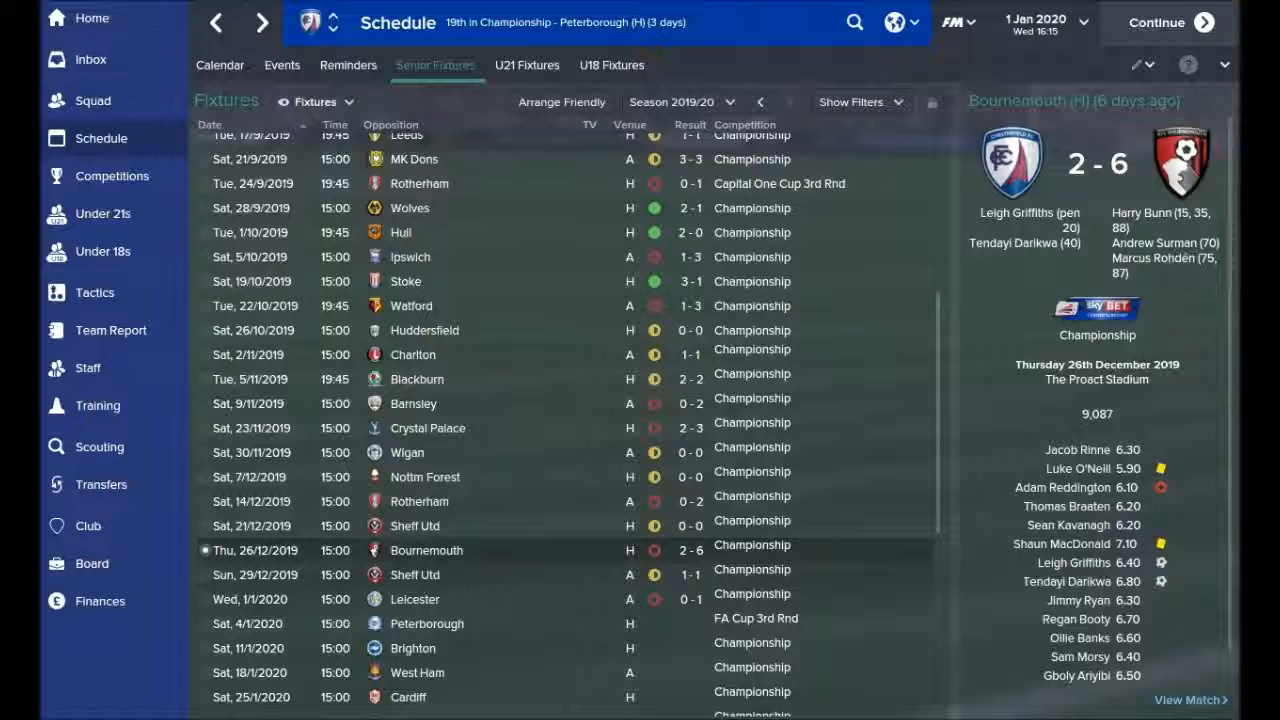 Home
Inbox
Squad
Schedule
Competitions
Under 21s
Under 18s
Tactics
Team Report
Staff
Training
Scouting
Transfers
Club
Board
Finances
Schedule 19th in Championship - Peterborough (H) (3 days)
FM
1 Jan 2020
Wed 16:15
Continue
Calendar Events Reminders Senior Fixtures U21 Fixtures U18 Fixtures
Fixtures Fixtures Arrange Friendly Season 2019/20 Show Filters
Date Time Opposition TV Venue Result Competition
Tue, 17/9/2019 19:45 Leeds H 1-1 Championship
Sat, 21/9/2019 15:00 MK Dons A 3-3 Championship
Tue, 24/9/2019 19:45 Rotherham H 0-1 Capital One Cup 3rd Rnd
Sat, 28/9/2019 15:00 Wolves H 2-1 Championship
Tue, 1/10/2019 19:45 Hull H 2-0 Championship
Sat, 5/10/2019 15:00 Ipswich A 1-3 Championship
Sat, 19/10/2019 15:00 Stoke H 3-1 Championship
Tue, 22/10/2019 19:45 Watford A 1-3 Championship
Sat, 26/10/2019 15:00 Huddersfield H 0-0 Championship
Sat, 2/11/2019 15:00 Charlton A 1-1 Championship
Tue, 5/11/2019 19:45 Blackburn H 2-2 Championship
Sat, 9/11/2019 15:00 Barnsley A 0-2 Championship
Sat, 23/11/2019 15:00 Crystal Palace H 2-3 Championship
Sat, 30/11/2019 15:00 Wigan A 0-0 Championship
Sat, 7/12/2019 15:00 Nottm Forest H 0-0 Championship
Sat, 14/12/2019 15:00 Rotherham A 0-2 Championship
Sat, 21/12/2019 15:00 Sheff Utd H 0-0 Championship
Thu, 26/12/2019 15:00 Bournemouth H 2-6 Championship
Sun, 29/12/2019 15:00 Sheff Utd A 1-1 Championship
Wed, 1/1/2020 15:00 Leicester A 0-1 Championship
Sat, 4/1/2020 15:00 Peterborough H FA Cup 3rd Rnd
Sat, 11/1/2020 15:00 Brighton H Championship
Sat, 18/1/2020 15:00 West Ham A Championship
Sat, 25/1/2020 15:00 Cardiff H Championship
Championship
Bournemouth (H) (6 days ago)
2 - 6
Leigh Griffiths (pen
20)
Tendayi Darikwa (40)
Harry Bunn (15, 35,
88)
Andrew Surman (70)
Marcus Rohdén (75,
87)
sky BET
Championship
Thursday 26th December 2019
The Proact Stadium
9,087
Jacob Rinne 6.30
Luke O'Neill 5.90
Adam Reddington 6.10
Thomas Braaten 6.20
Sean Kavanagh 6.20
Shaun MacDonald 7.10
Leigh Griffiths 6.40
Tendayi Darikwa 6.80
Jimmy Ryan 6.30
Regan Booty 6.70
Ollie Banks 6.60
Sam Morsy 6.40
Gboly Ariyibi 6.50
View Match>